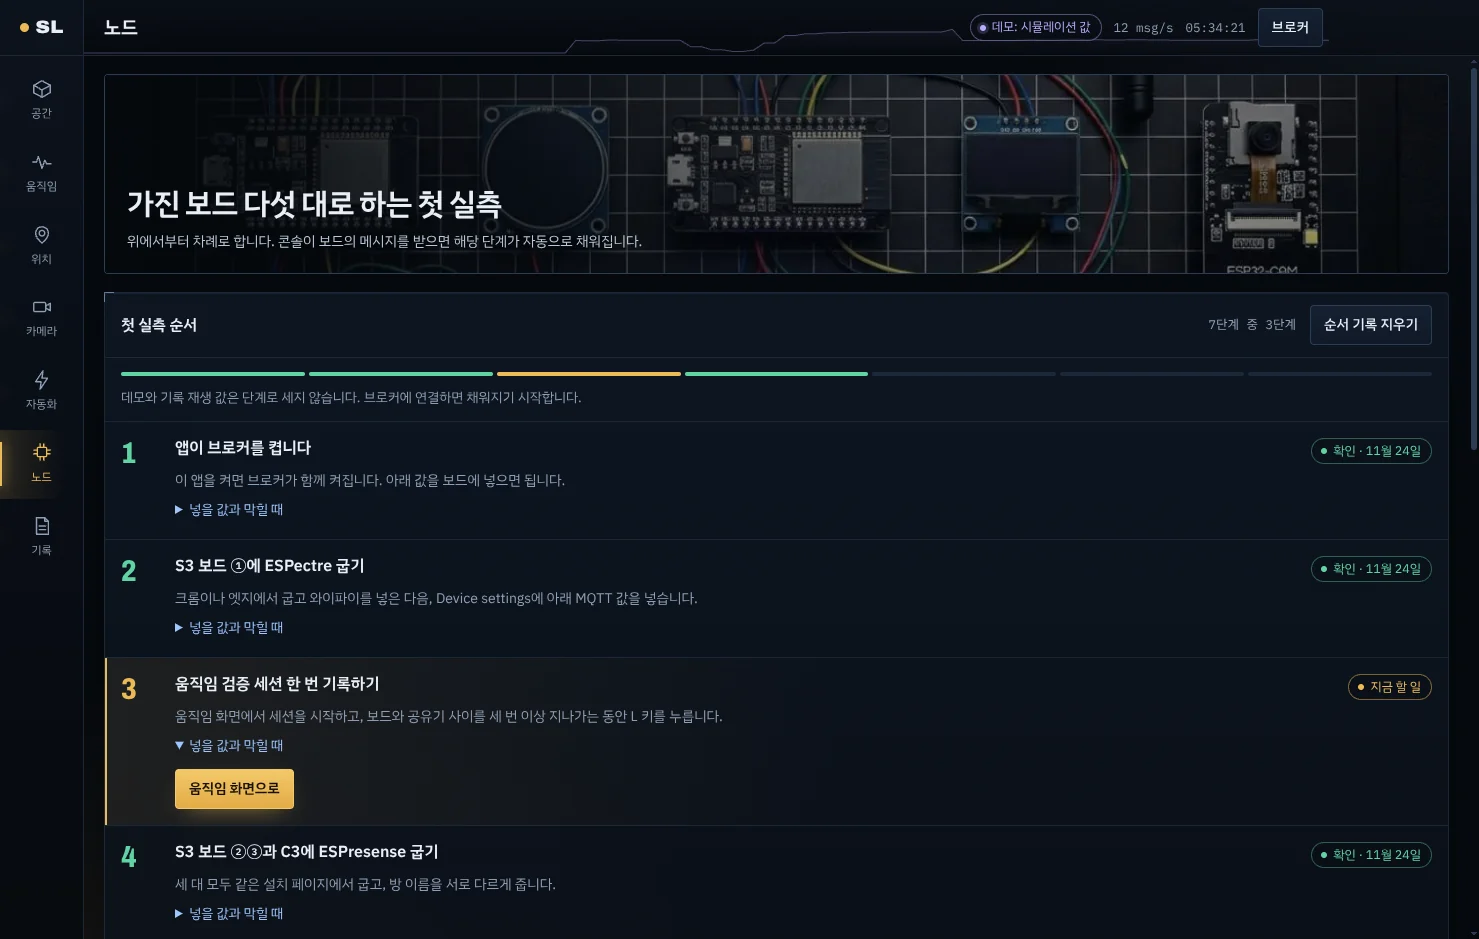 SL
노드
데모: 시뮬레이션 값
12 msg/s
05:34:21
브로커
공간
움직임
위치
카메라
자동화
노드
기록
가진 보드 다섯 대로 하는 첫 실측
위에서부터 차례로 합니다. 콘솔이 보드의 메시지를 받으면 해당 단계가 자동으로 채워집니다.
ESP32-CAM
첫 실측 순서
7단계 중 3단계
순서 기록 지우기
데모와 기록 재생 값은 단계로 세지 않습니다. 브로커에 연결하면 채워지기 시작합니다.
1
앱이 브로커를 켭니다
확인 · 11월 24일
이 앱을 켜면 브로커가 함께 켜집니다. 아래 값을 보드에 넣으면 됩니다.
▶ 넣을 값과 막힐 때
2
S3 보드 ①에 ESPectre 굽기
확인 · 11월 24일
크롬이나 엣지에서 굽고 와이파이를 넣은 다음, Device settings에 아래 MQTT 값을 넣습니다.
▶ 넣을 값과 막힐 때
3
움직임 검증 세션 한 번 기록하기
지금 할 일
움직임 화면에서 세션을 시작하고, 보드와 공유기 사이를 세 번 이상 지나가는 동안 L 키를 누릅니다.
▼ 넣을 값과 막힐 때
움직임 화면으로
4
S3 보드 ②③과 C3에 ESPresense 굽기
확인 · 11월 24일
세 대 모두 같은 설치 페이지에서 굽고, 방 이름을 서로 다르게 줍니다.
▶ 넣을 값과 막힐 때